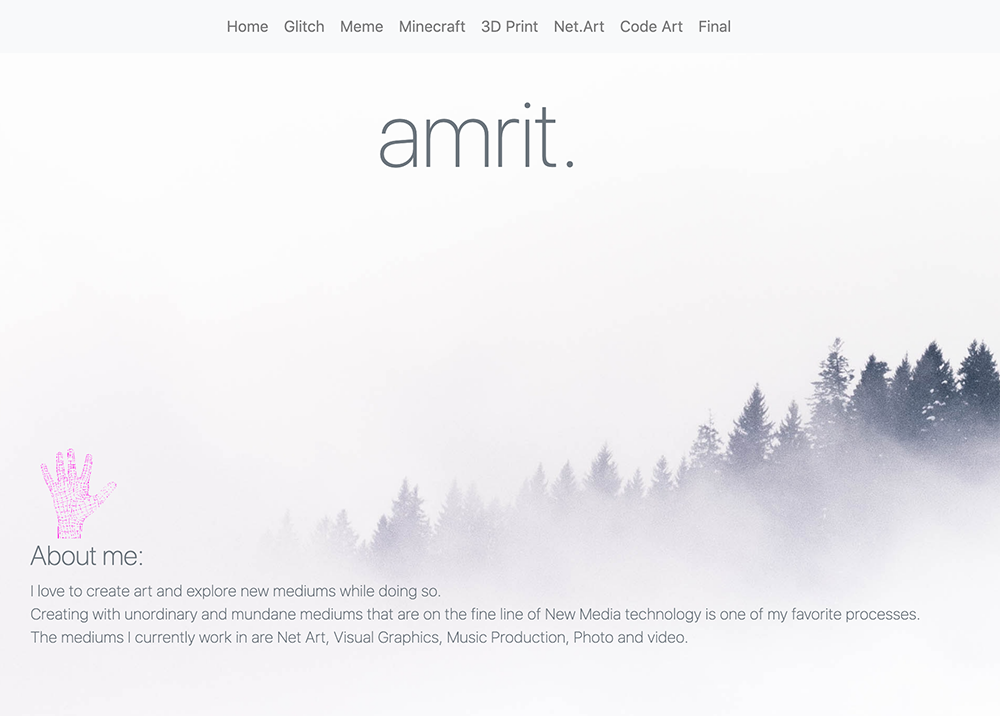 Home Glitch Meme Minecraft 3D Print Net.Art Code Art Final
amrit.
About me:
I love to create art and explore new mediums while doing so.
Creating with unordinary and mundane mediums that are on the fine line of New Media technology is one of my favorite processes.
The mediums I currently work in are Net Art, Visual Graphics, Music Production, Photo and video.